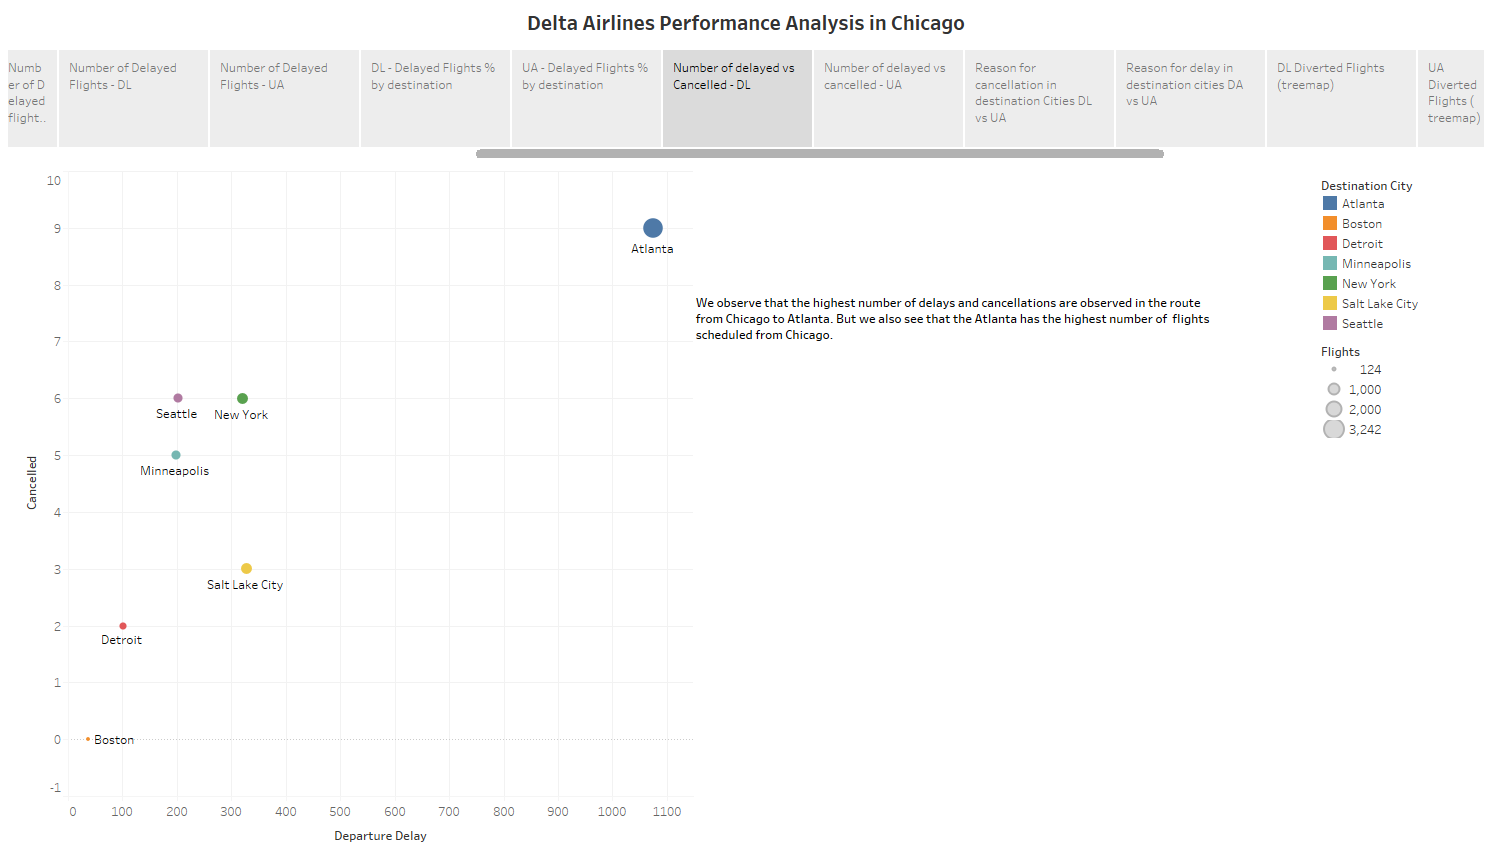 Delta Airlines Performance Analysis in Chicago
Numb
er of D
elayed
flight..
Number of Delayed
Flights - DL
Number of Delayed
Flights - UA
DL - Delayed Flights %
by destination
UA - Delayed Flights %
by destination
Number of delayed vs
Cancelled - DL
Number of delayed vs
cancelled - UA
Reason for
cancellation in
destination Cities DL
vs UA
Reason for delay in
destination cities DA
vs UA
DL Diverted Flights
(treemap)
UA
Diverted
Flights (
treemap)
10
9
8
7
6
5
4
3
2
1
0
-1
Cancelled
Atlanta
Seattle
New York
Minneapolis
Salt Lake City
Detroit
Boston
0 100 200 300 400 500 600 700 800 900 1000 1100
Departure Delay
We observe that the highest number of delays and cancellations are observed in the route
from Chicago to Atlanta. But we also see that the Atlanta has the highest number of flights
scheduled from Chicago.
Destination City
Atlanta
Boston
Detroit
Minneapolis
New York
Salt Lake City
Seattle
Flights
124
1,000
2,000
3,242